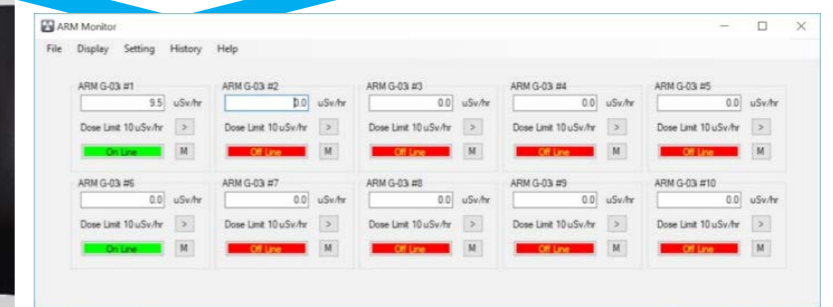 ARM Monitor
File Display Setting History Help
ARM G-03i #1 ARM G-03i #2 ARM G-03i #3 ARM G-03i #4 ARM G-03i #5
9.5 uSv/hr 0.0 uSv/hr 0.0 uSv/hr 0.0 uSv/hr 0.0 uSv/hr
Dose Limit 10 uSv/hr > Dose Limit 10 uSv/hr > Dose Limit 10 uSv/hr > Dose Limit 10 uSv/hr > Dose Limit 10 uSv/hr >
On Line M Off Line M Off Line M Off Line M Off Line M
ARM G-03i #6 ARM G-03i #7 ARM G-03i #8 ARM G-03i #9 ARM G-03i #10
0.0 uSv/hr 0.0 uSv/hr 0.0 uSv/hr 0.0 uSv/hr 0.0 uSv/hr
Dose Limit 10 uSv/hr > Dose Limit 10 uSv/hr > Dose Limit 10 uSv/hr > Dose Limit 10 uSv/hr > Dose Limit 10 uSv/hr >
On Line M Off Line M Off Line M Off Line M Off Line M